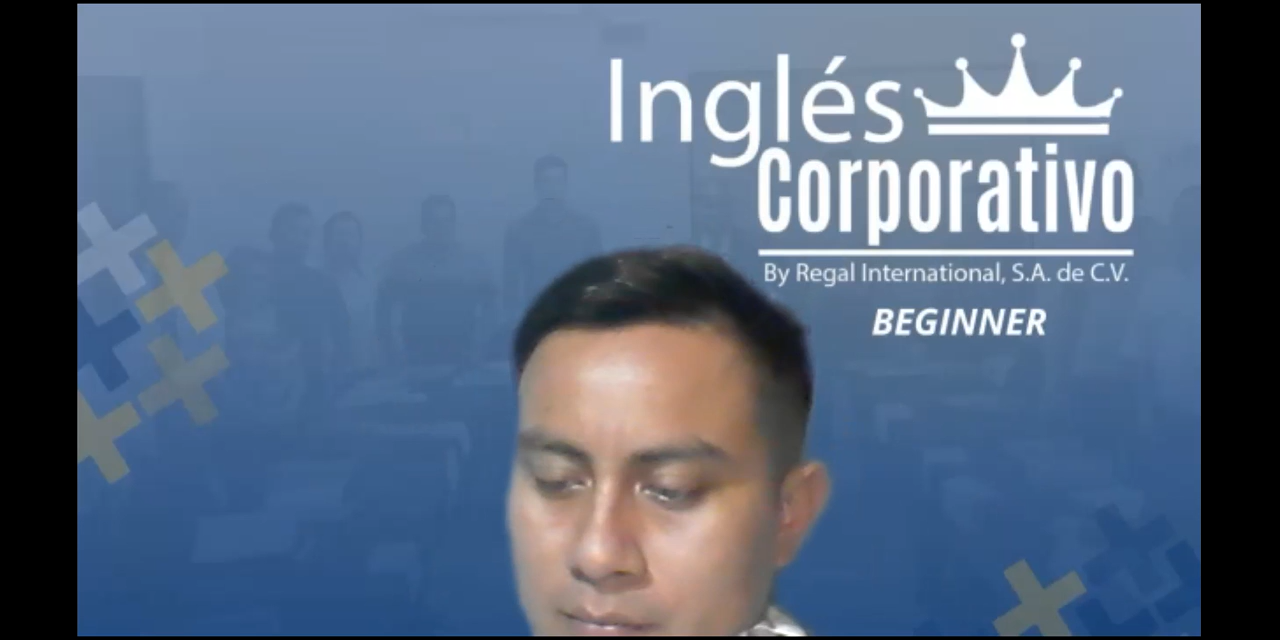 Inglés
Corporativo
By Regal International, S.A. de C.V.
BEGINNER